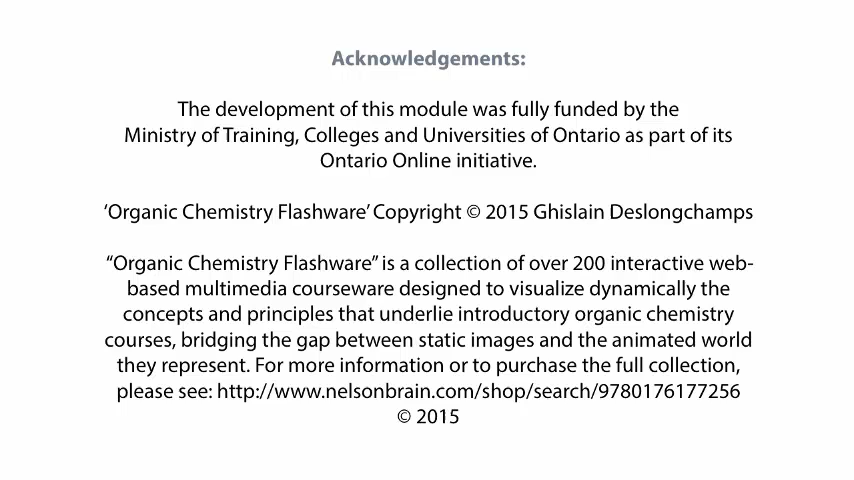 Acknowledgements:
The development of this module was fully funded by the
Ministry of Training, Colleges and Universities of Ontario as part of its
Ontario Online initiative.
‘Organic Chemistry Flashware’ Copyright © 2015 Ghislain Deslongchamps
“Organic Chemistry Flashware” is a collection of over 200 interactive web-
based multimedia courseware designed to visualize dynamically the
concepts and principles that underlie introductory organic chemistry
courses, bridging the gap between static images and the animated world
they represent. For more information or to purchase the full collection,
please see: http://www.nelsonbrain.com/shop/search/9780176177256
© 2015